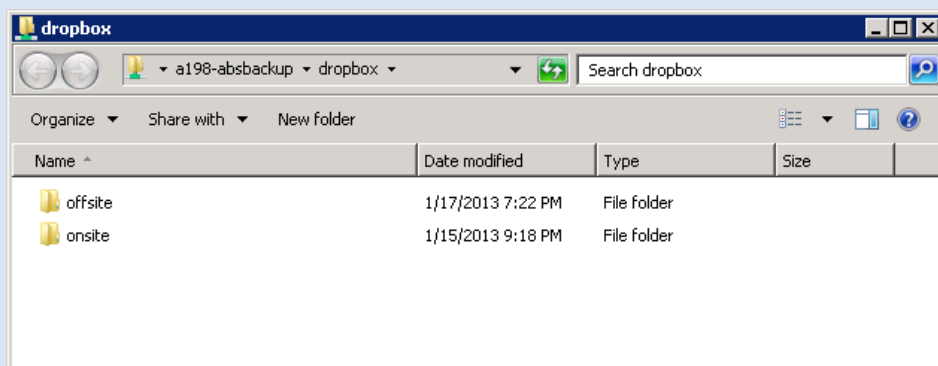 dropbox
a198-absbackup dropbox Search dropbox
Organize Share with New folder
Name Date modified Type Size
offsite 1/17/2013 7:22 PM File folder
onsite 1/15/2013 9:18 PM File folder